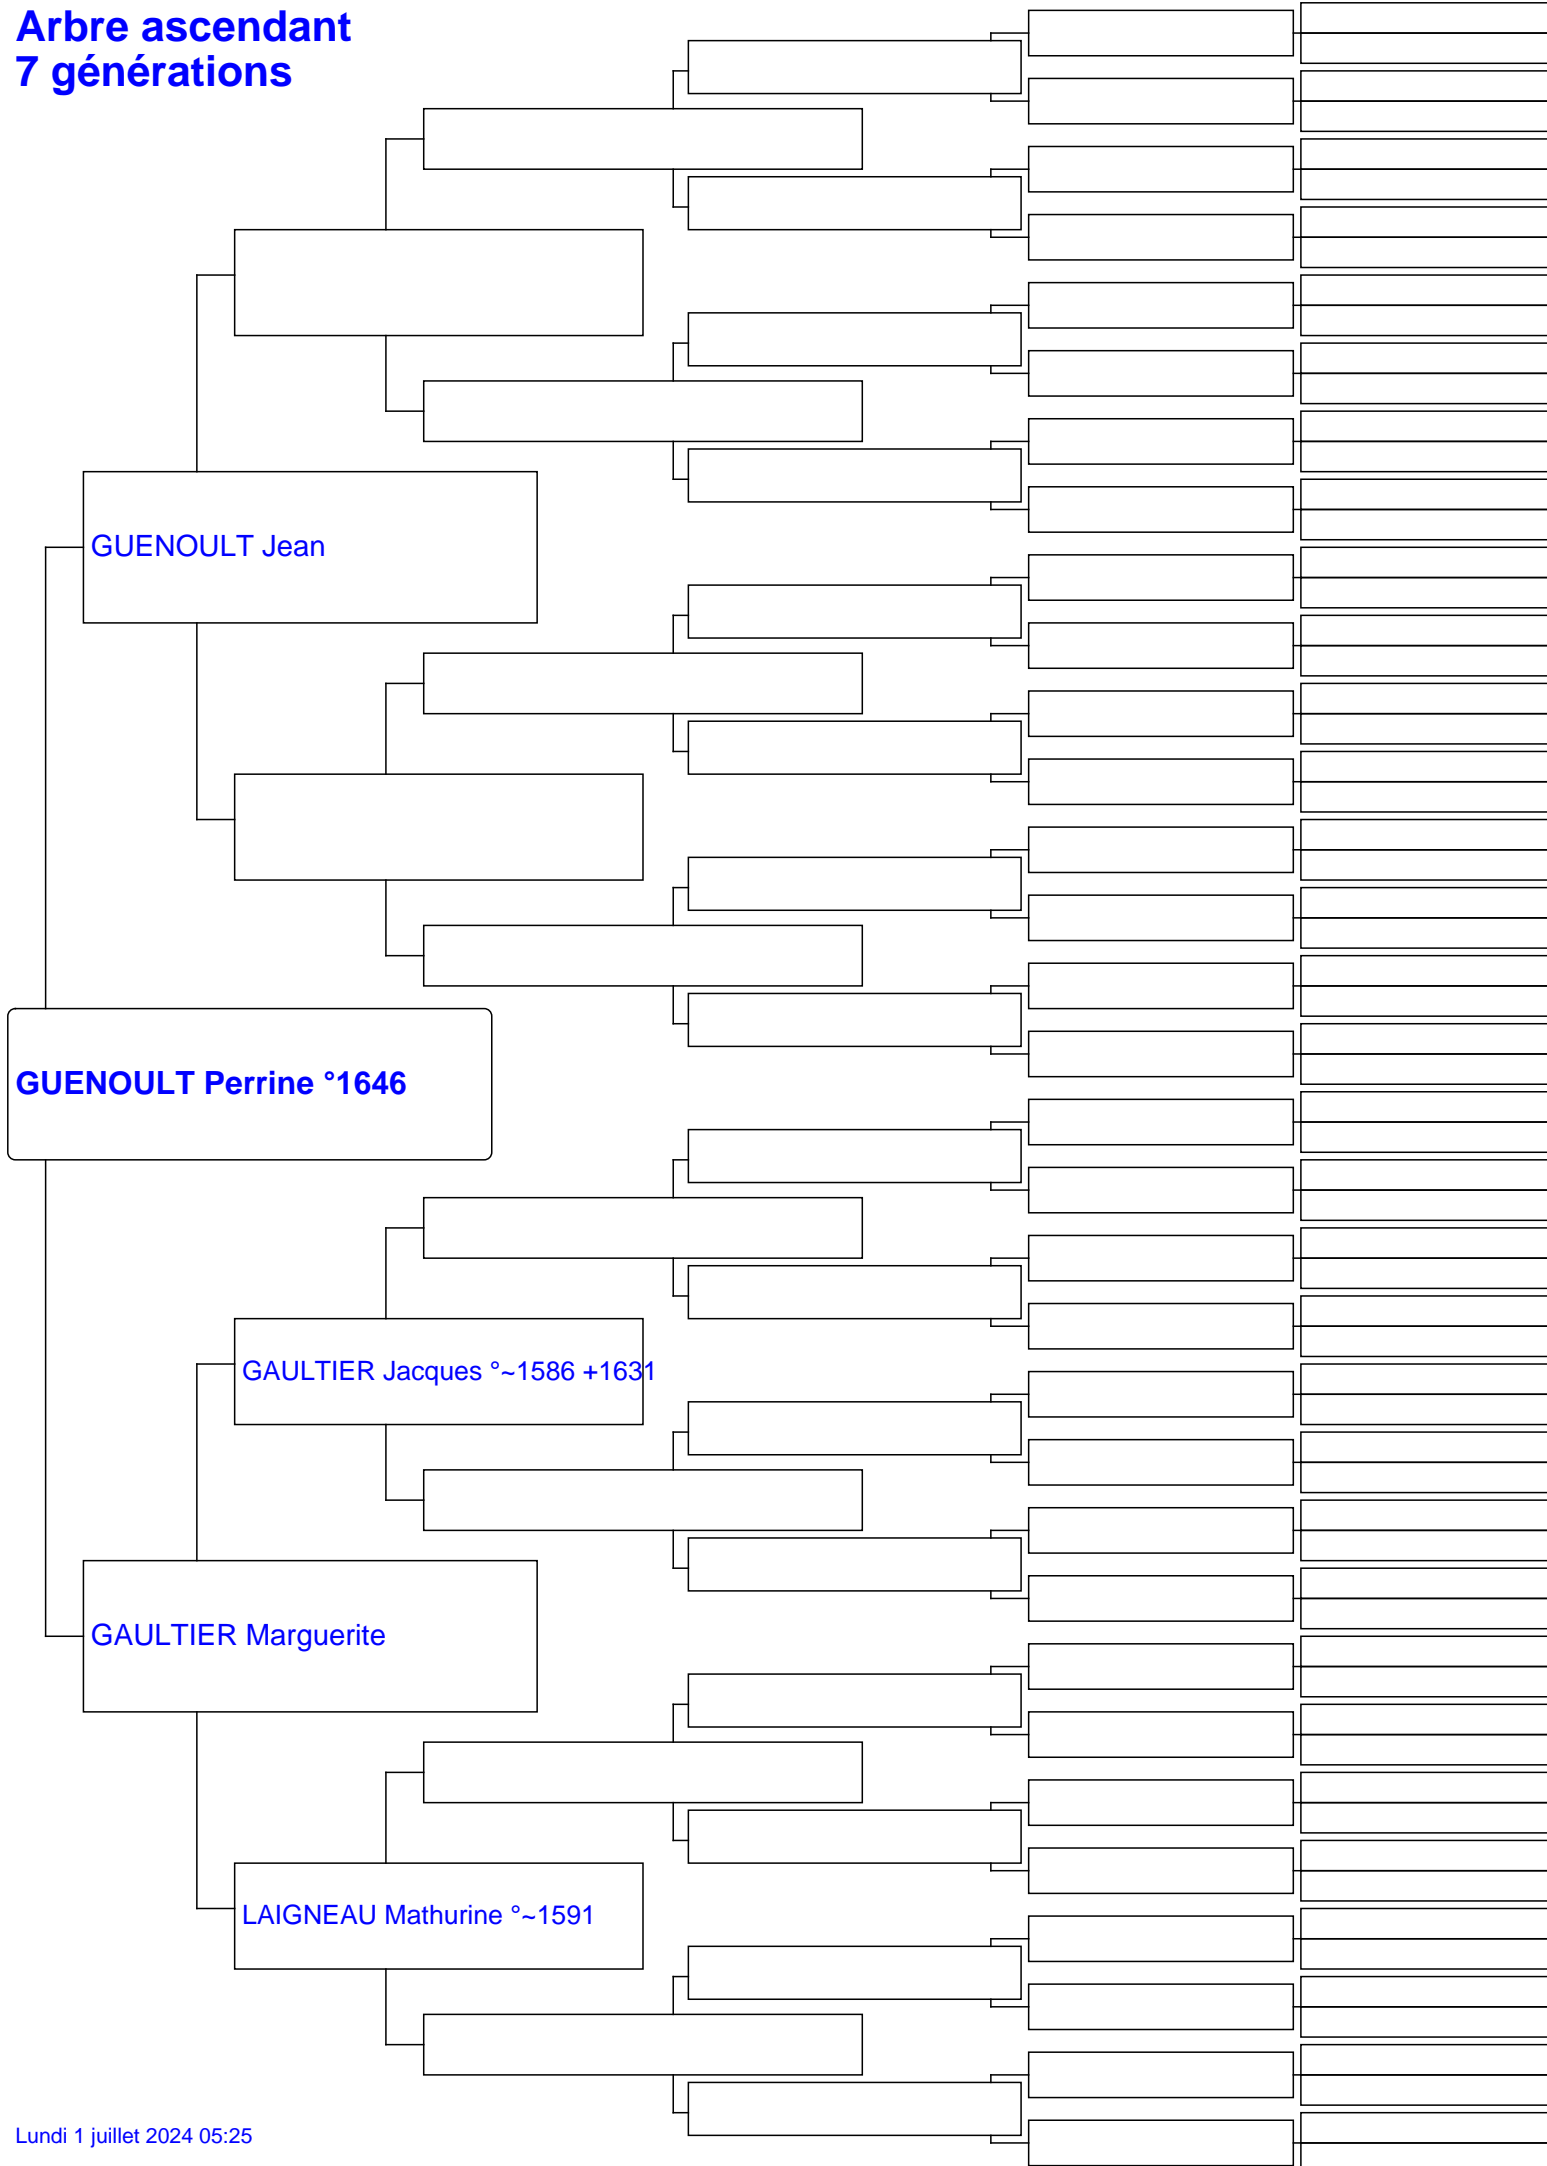 Arbre ascendant
7 générations
GUENOULT Jean
GUENOULT Perrine °1646
GAULTIER Jacques °~1586 +1631
GAULTIER Marguerite
LAIGNEAU Mathurine °~1591
Lundi 1 juillet 2024 05:25